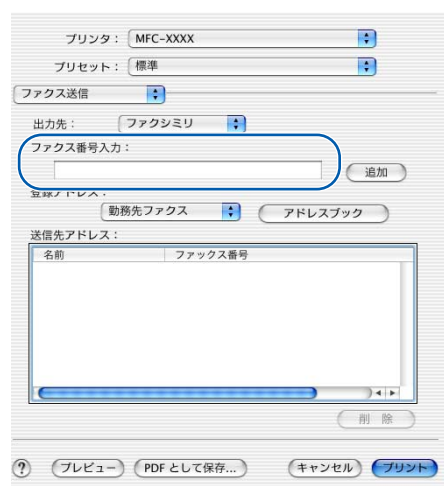 プリンタ： MFC-XXXX
プリセット： 標準
ファクス送信
出力先： ファクシミリ
ファクス番号入力：
追加
登録アドレス：
勤務先ファクス アドレスブック
送信先アドレス：
名前 ファックス番号
削 除
? プレビュー PDF として保存... キャンセル プリント